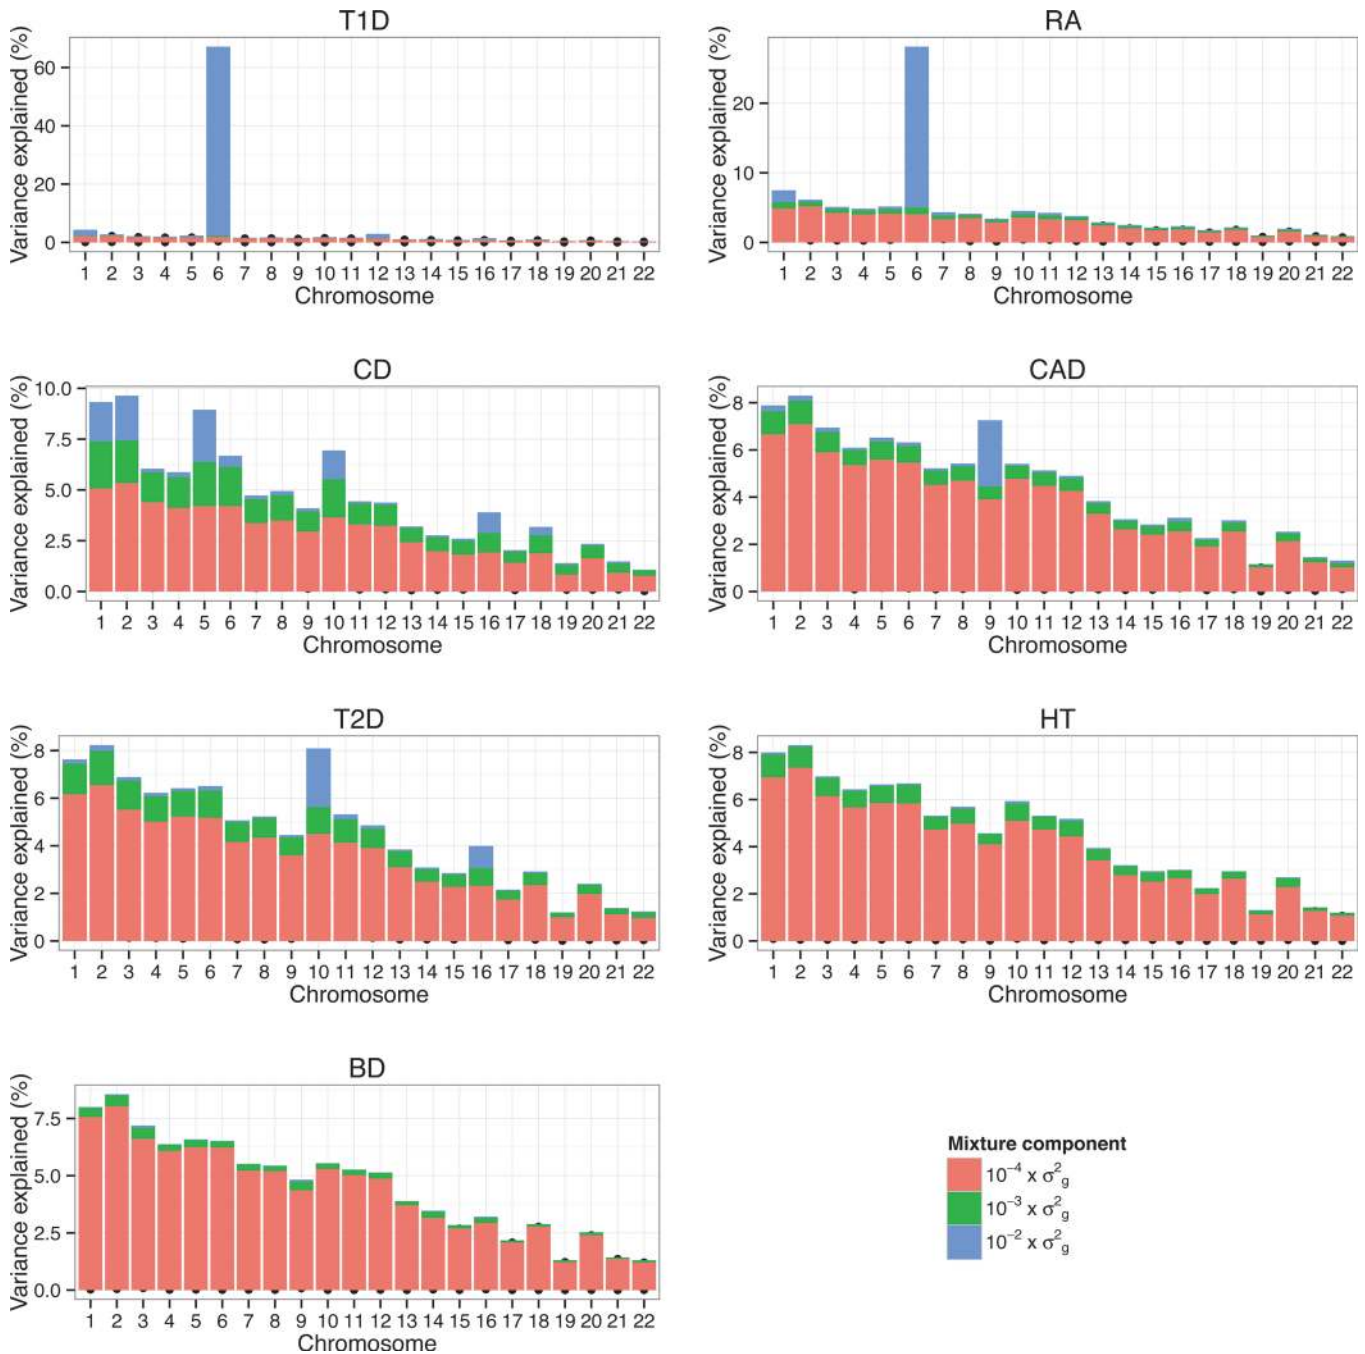 T1D
Variance explained (%)
60
40
20
0
1 2 3 4 5 6 7 8 9 10 11 12 13 14 15 16 17 18 19 20 21 22
Chromosome
RA
Variance explained (%)
20
10
0
1 2 3 4 5 6 7 8 9 10 11 12 13 14 15 16 17 18 19 20 21 22
Chromosome
CD
Variance explained (%)
10.0
7.5
5.0
2.5
0.0
1 2 3 4 5 6 7 8 9 10 11 12 13 14 15 16 17 18 19 20 21 22
Chromosome
CAD
Variance explained (%)
8
6
4
2
0
1 2 3 4 5 6 7 8 9 10 11 12 13 14 15 16 17 18 19 20 21 22
Chromosome
T2D
Variance explained (%)
8
6
4
2
0
1 2 3 4 5 6 7 8 9 10 11 12 13 14 15 16 17 18 19 20 21 22
Chromosome
HT
Variance explained (%)
8
6
4
2
0
1 2 3 4 5 6 7 8 9 10 11 12 13 14 15 16 17 18 19 20 21 22
Chromosome
BD
Variance explained (%)
7.5
5.0
2.5
0.0
1 2 3 4 5 6 7 8 9 10 11 12 13 14 15 16 17 18 19 20 21 22
Chromosome
Mixture component
10⁻⁴ x σ²g
10⁻³ x σ²g
10⁻² x σ²g